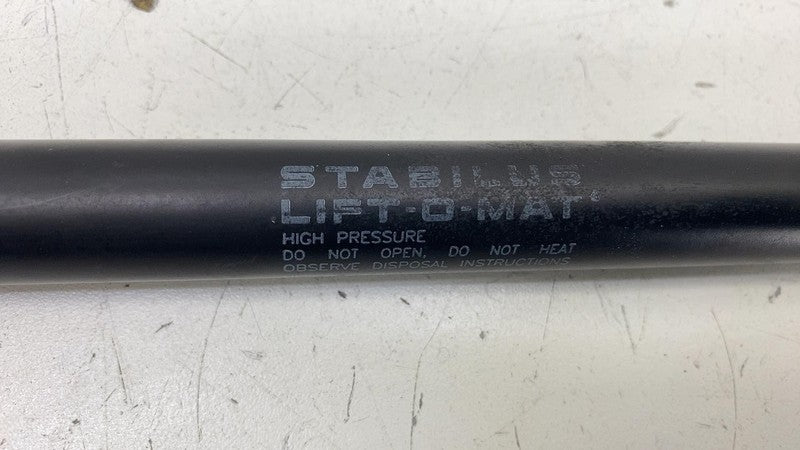 STABILUS
LIFT-O-MAT
HIGH PRESSURE
DO NOT OPEN, DO NOT HEAT
OBSERVE DISPOSAL INSTRUCTIONS